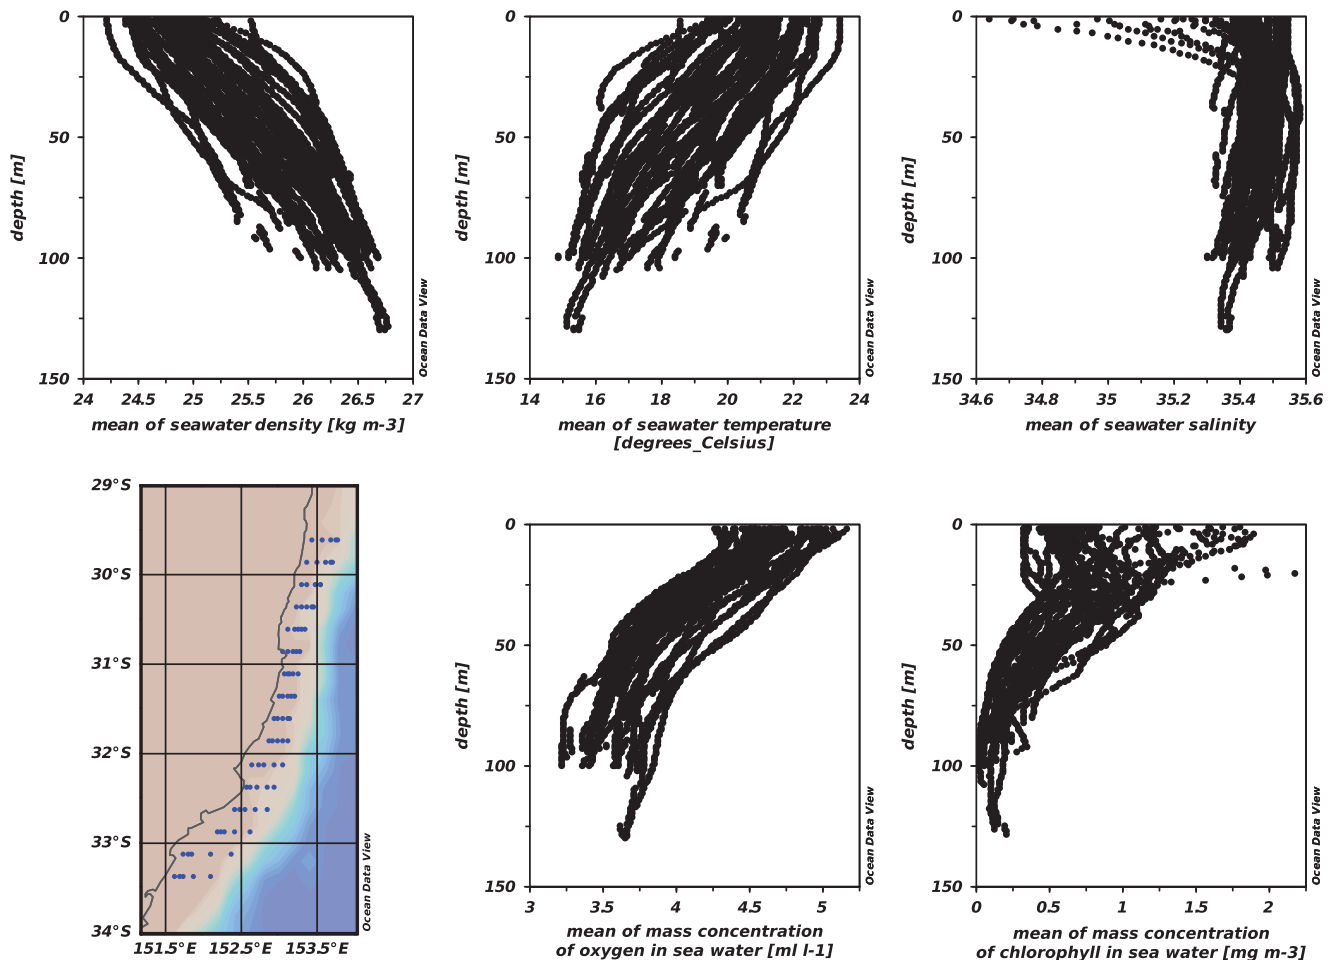 0
50
100
150
depth [m]
24
24.5
25
25.5
26
26.5
27
mean of seawater density [kg m-3]
Ocean Data View
0
50
100
150
depth [m]
14
16
18
20
22
24
mean of seawater temperature
[degrees_Celsius]
Ocean Data View
0
50
100
150
depth [m]
34.6
34.8
35
35.2
35.4
35.6
mean of seawater salinity
Ocean Data View
29°S
30°S
31°S
32°S
33°S
34°S
151.5°E
152.5°E
153.5°E
Ocean Data View
0
50
100
150
depth [m]
3
3.5
4
4.5
5
mean of mass concentration
of oxygen in sea water [ml l-1]
Ocean Data View
0
50
100
150
depth [m]
0
0.5
1
1.5
2
mean of mass concentration
of chlorophyll in sea water [mg m-3]
Ocean Data View